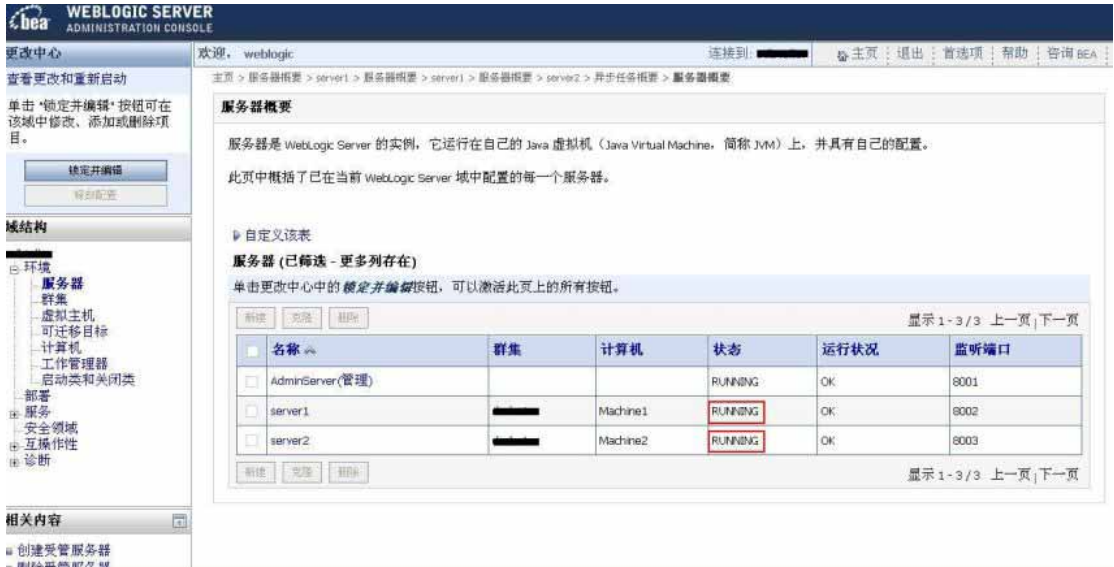 bea WEBLOGIC SERVER
ADMINISTRATION CONSOLE
更改中心
查看更改和重新启动
单击“锁定并编辑”按钮可在
该域中修改、添加或删除项
目。
锁定并编辑
域结构
环境
服务器
群集
虚拟主机
可迁移目标
计算机
工作管理器
启动类和关闭类
部署
服务
安全领域
互操作性
诊断
相关内容
创建受管服务器
删除受管服务器
欢迎, weblogic
连接到:
主页 退出 首选项 帮助 咨询 BEA
主页 > 服务器概要 > server1 > 服务器概要 > server1 > 服务器概要 > server2 > 异步任务概要 > 服务器概要
服务器概要
服务器是 WebLogic Server 的实例，它运行在自己的 Java 虚拟机（Java Virtual Machine，简称 JVM）上，并具有自己的配置。
此页中概括了已在当前 WebLogic Server 域中配置的每一个服务器。
自定义该表
服务器 (已筛选 - 更多列存在)
单击更改中心中的锁定并编辑按钮，可以激活此页上的所有按钮。
新建 克隆 删除
显示 1 - 3 / 3 上一页 | 下一页
名称 群集 计算机 状态 运行状况 监听端口
AdminServer(管理) RUNNING OK 8001
server1 Machine1 RUNNING OK 8002
server2 Machine2 RUNNING OK 8003
新建 克隆 删除
显示 1 - 3 / 3 上一页 | 下一页